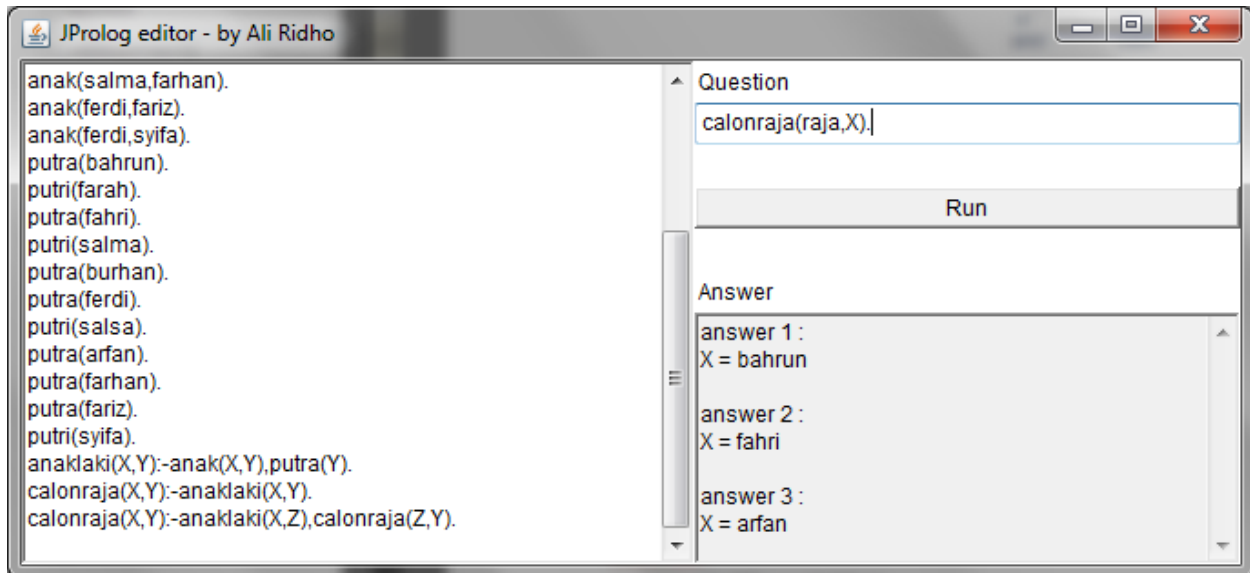 JProlog editor - by Ali Ridho
anak(salma,farhan).
anak(ferdi,fariz).
anak(ferdi,syifa).
putra(bahrun).
putri(farah).
putra(fahri).
putri(salma).
putra(burhan).
putra(ferdi).
putri(salsa).
putra(arfan).
putra(farhan).
putra(fariz).
putri(syifa).
anaklaki(X,Y):-anak(X,Y),putra(Y).
calonraja(X,Y):-anaklaki(X,Y).
calonraja(X,Y):-anaklaki(X,Z),calonraja(Z,Y).
Question
calonraja(raja,X).
Run
Answer
answer 1 :
X = bahrun
answer 2 :
X = fahri
answer 3 :
X = arfan